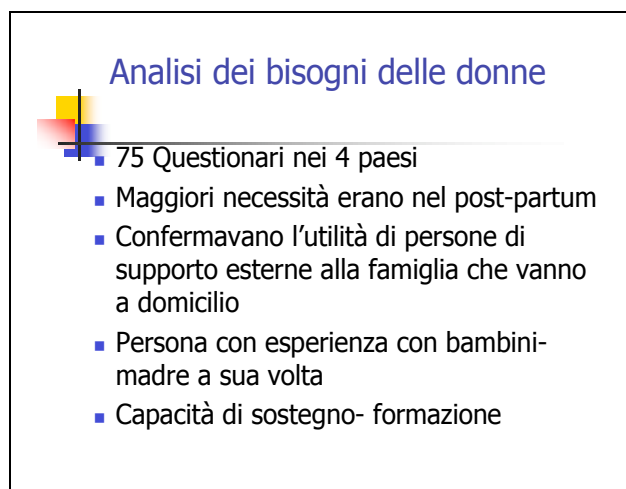 Analisi dei bisogni delle donne
75 Questionari nei 4 paesi
Maggiori necessità erano nel post-partum
Confermavano l’utilità di persone di
supporto esterne alla famiglia che vanno
a domicilio
Persona con esperienza con bambini-
madre a sua volta
Capacità di sostegno- formazione